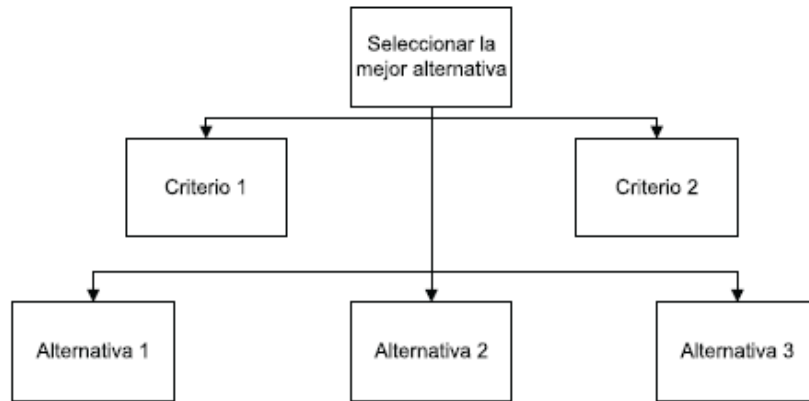 Seleccionar la
mejor alternativa
Criterio 1
Criterio 2
Alternativa 1
Alternativa 2
Alternativa 3